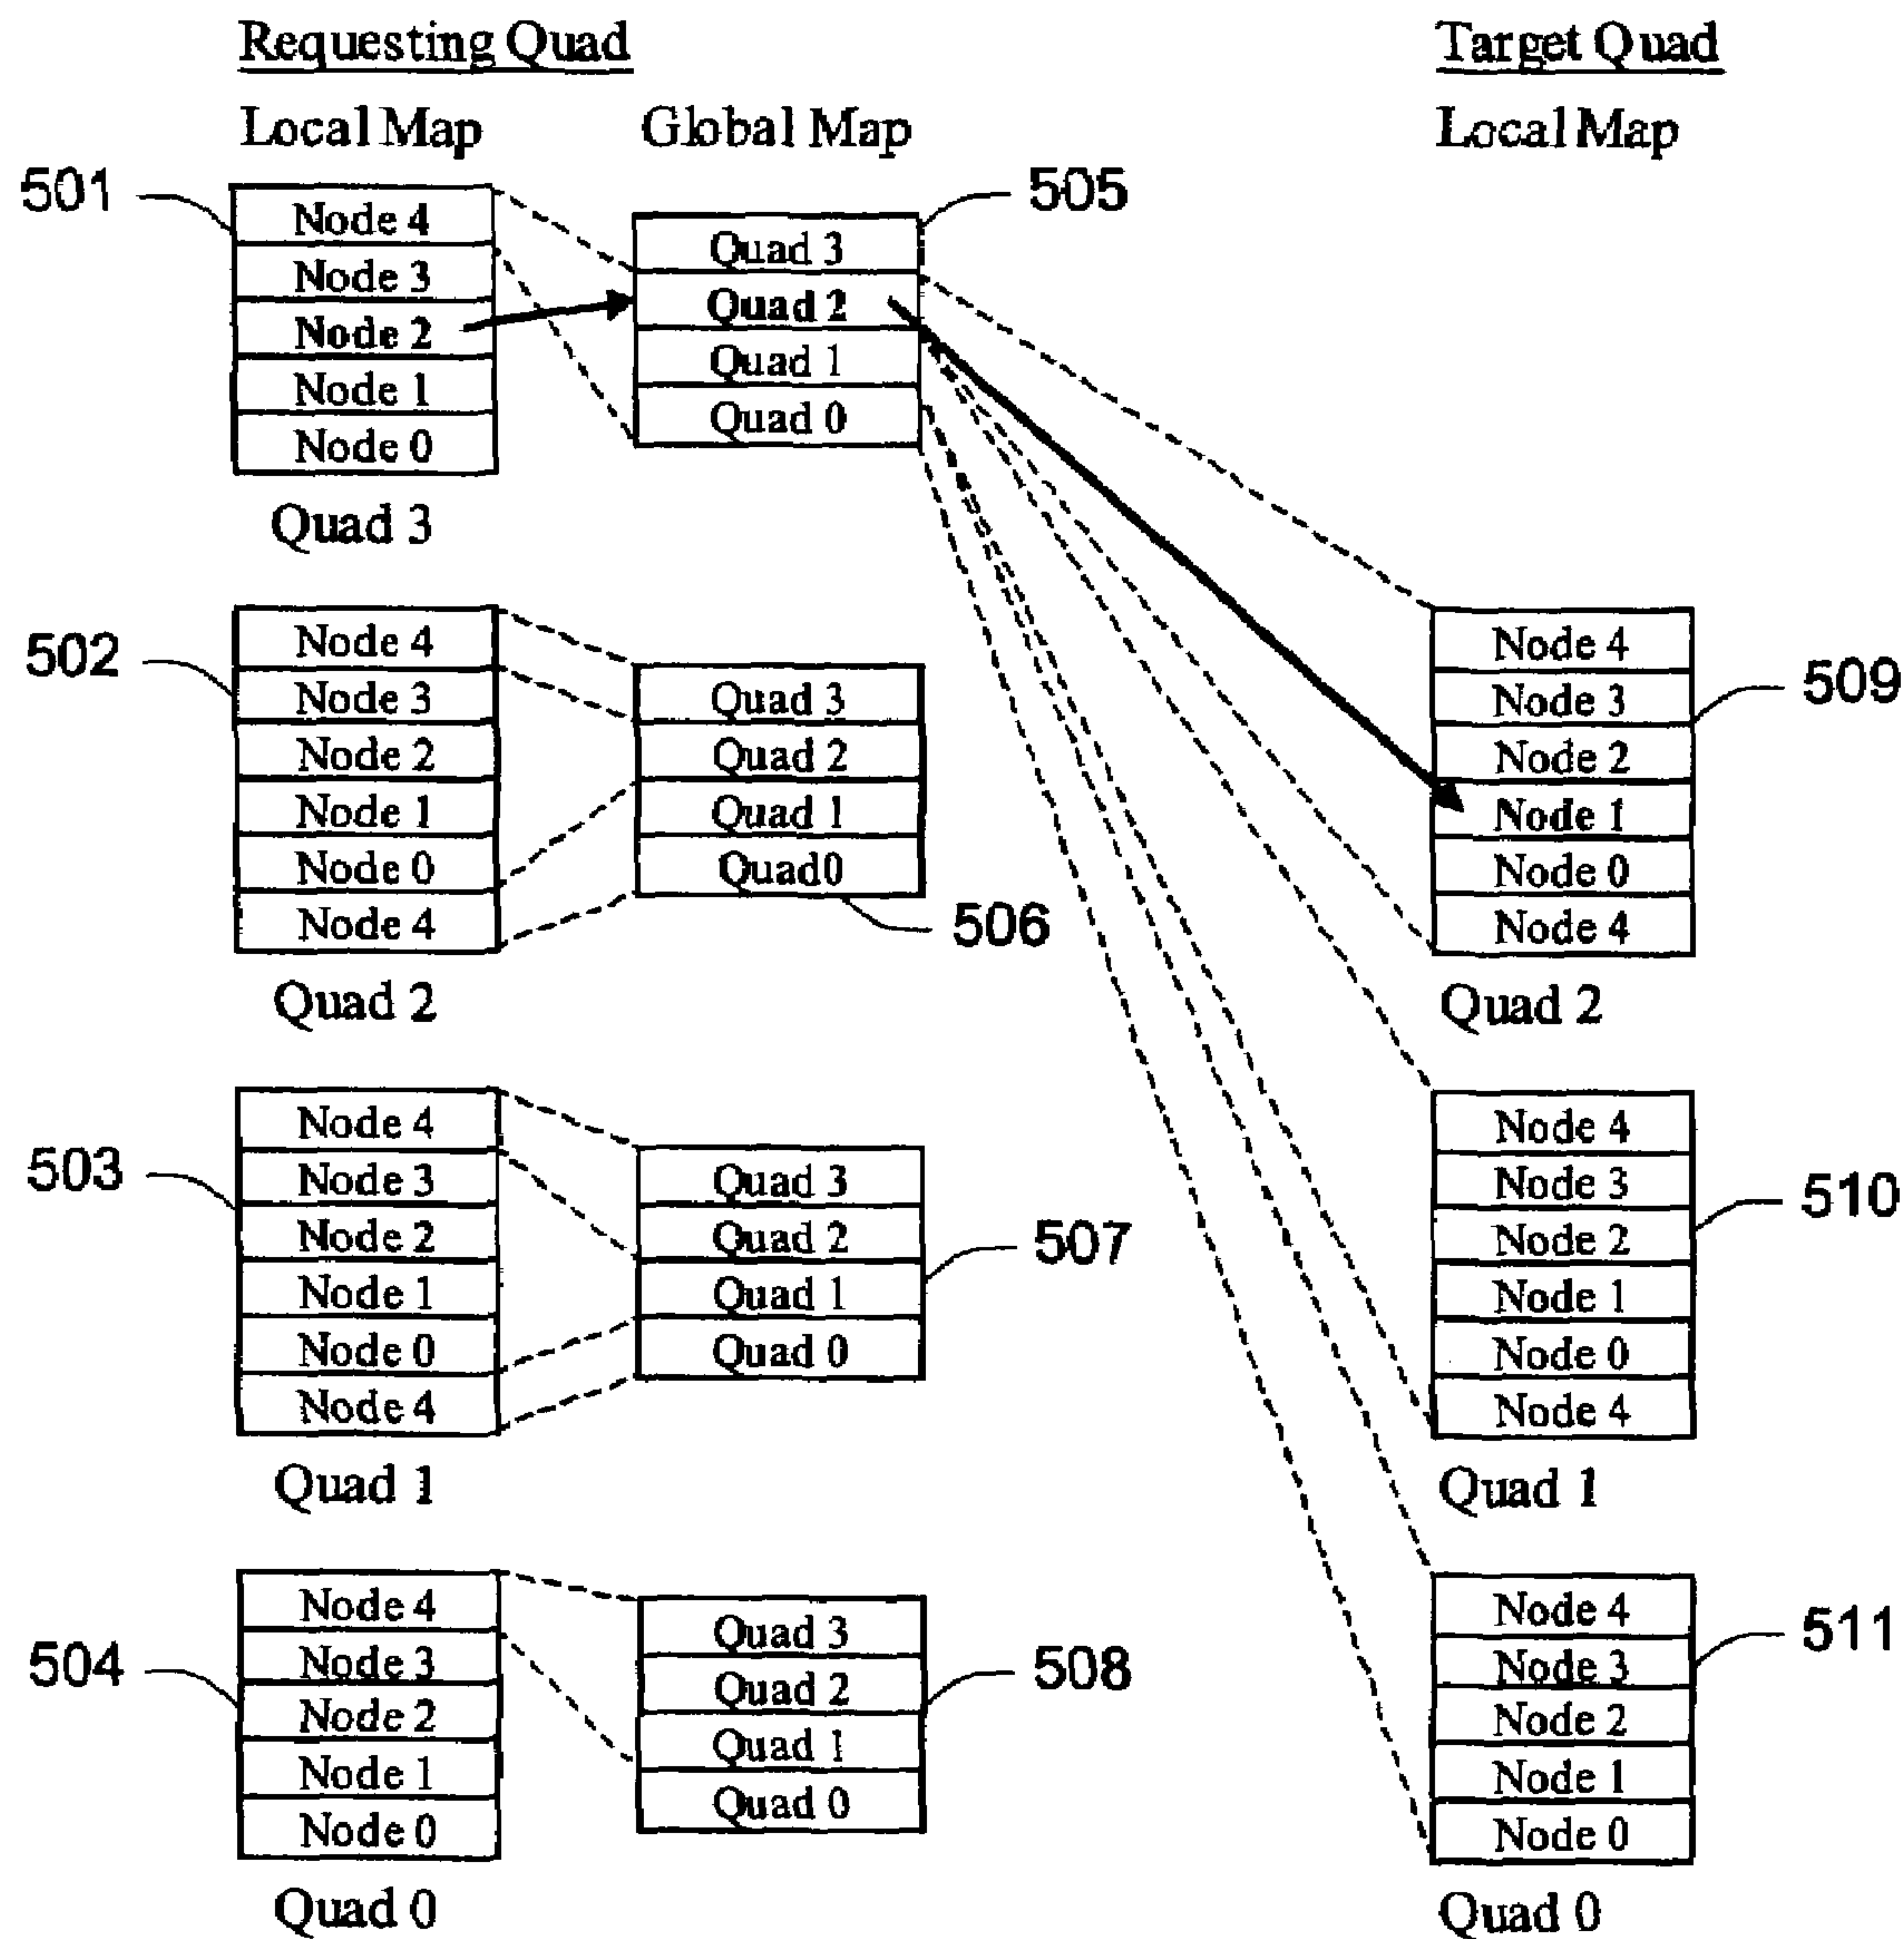 Requesting Quad
Target Quad
Local Map
Global Map
Local Map
501
Node 4
Node 3
Node 2
Node 1
Node 0
Quad 3
505
Quad 3
Quad 2
Quad 1
Quad 0
502
Node 4
Node 3
Node 2
Node 1
Node 0
Node 4
Quad 2
Quad 3
Quad 2
Quad 1
Quad0
506
Node 4
Node 3
Node 2
Node 1
Node 0
Node 4
509
Quad 2
503
Node 4
Node 3
Node 2
Node 1
Node 0
Node 4
Quad 1
Quad 3
Quad 2
Quad 1
Quad 0
507
Node 4
Node 3
Node 2
Node 1
Node 0
Node 4
510
Quad 1
504
Node 4
Node 3
Node 2
Node 1
Node 0
Quad 0
Quad 3
Quad 2
Quad 1
Quad 0
508
Node 4
Node 3
Node 2
Node 1
Node 0
511
Quad 0